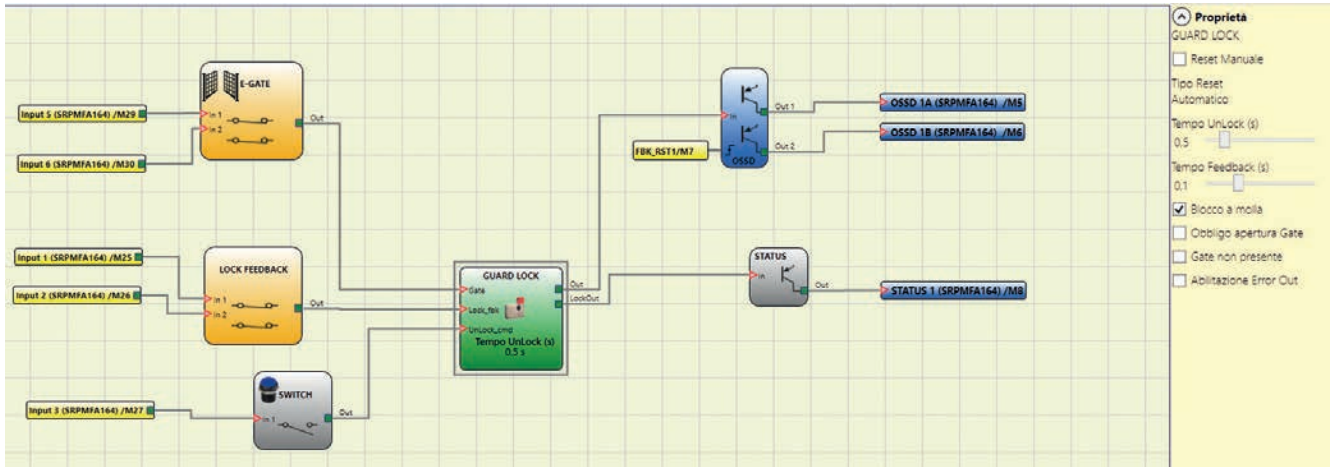 E-GATE
Input 5 (SRPMFA164) /M29
In 1
In 2
Out
Input 6 (SRPMFA164) /M30
Input 1 (SRPMFA164) /M25
LOCK FEEDBACK
Input 2 (SRPMFA164) /M26
In 1
In 2
Out
Input 3 (SRPMFA164) /M27
SWITCH
In 1
Out
GUARD LOCK
Gate
Lock_fbk
UnLock_cmd
Out
LockOut
Tempo UnLock (s)
0.5 s
In
Out 1
Out 2
OSSD
FBK_RST1/M7
OSSD 1A (SRPMFA164) /M5
OSSD 1B (SRPMFA164) /M6
STATUS
In
Out
STATUS 1 (SRPMFA164) /M8
Proprietà
GUARD LOCK
Reset Manuale
Tipo Reset
Automatico
Tempo UnLock (s)
0.5
Tempo Feedback (s)
0.1
Blocco a molla
Obbligo apertura Gate
Gate non presente
Abilitazione Error Out